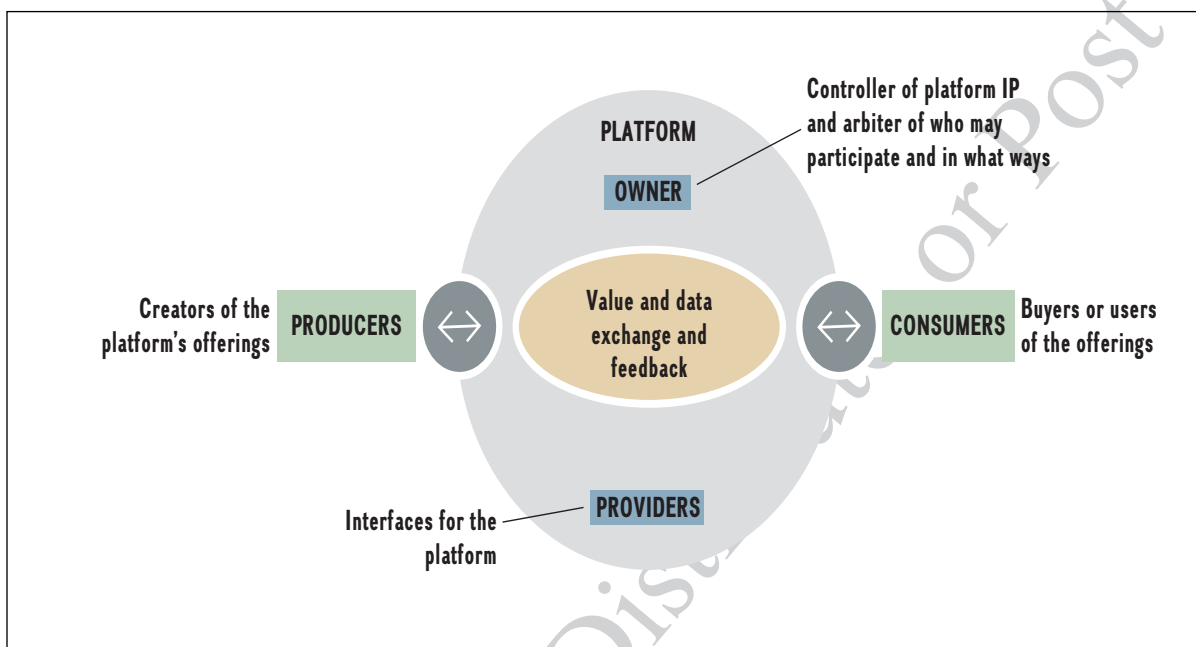 Controller of platform IP
and arbiter of who may
participate and in what ways
PLATFORM
OWNER
Creators of the
platform’s offerings
PRODUCERS
Value and data
exchange and
feedback
CONSUMERS
Buyers or users
of the offerings
PROVIDERS
Interfaces for the
platform
or Post